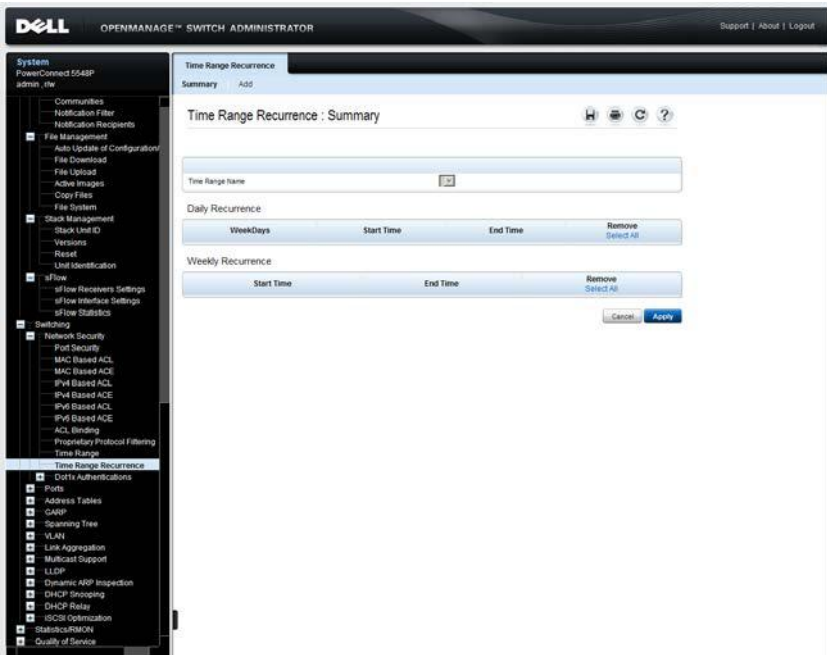 DELL
OPENMANAGE™ SWITCH ADMINISTRATOR
Support | About | Logout
System
PowerConnect 5548P
admin , r/w
Communities
Notification Filter
Notification Recipients
File Management
Auto Update of Configuration/
File Download
File Upload
Active Images
Copy Files
File System
Stack Management
Stack Unit ID
Versions
Reset
Unit Identification
sFlow
sFlow Receivers Settings
sFlow Interface Settings
sFlow Statistics
Switching
Network Security
Port Security
MAC Based ACL
MAC Based ACE
IPv4 Based ACL
IPv4 Based ACE
IPv6 Based ACL
IPv6 Based ACE
ACL Binding
Proprietary Protocol Filtering
Time Range
Time Range Recurrence
Dot1x Authentications
Ports
Address Tables
GARP
Spanning Tree
VLAN
Link Aggregation
Multicast Support
LLDP
Dynamic ARP Inspection
DHCP Snooping
DHCP Relay
iSCSI Optimization
Statistics/RMON
Quality of Service
Time Range Recurrence
Summary Add
Time Range Recurrence : Summary
Time Range Name
Daily Recurrence
WeekDays Start Time End Time Remove
Select All
Weekly Recurrence
Start Time End Time Remove
Select All
Cancel Apply